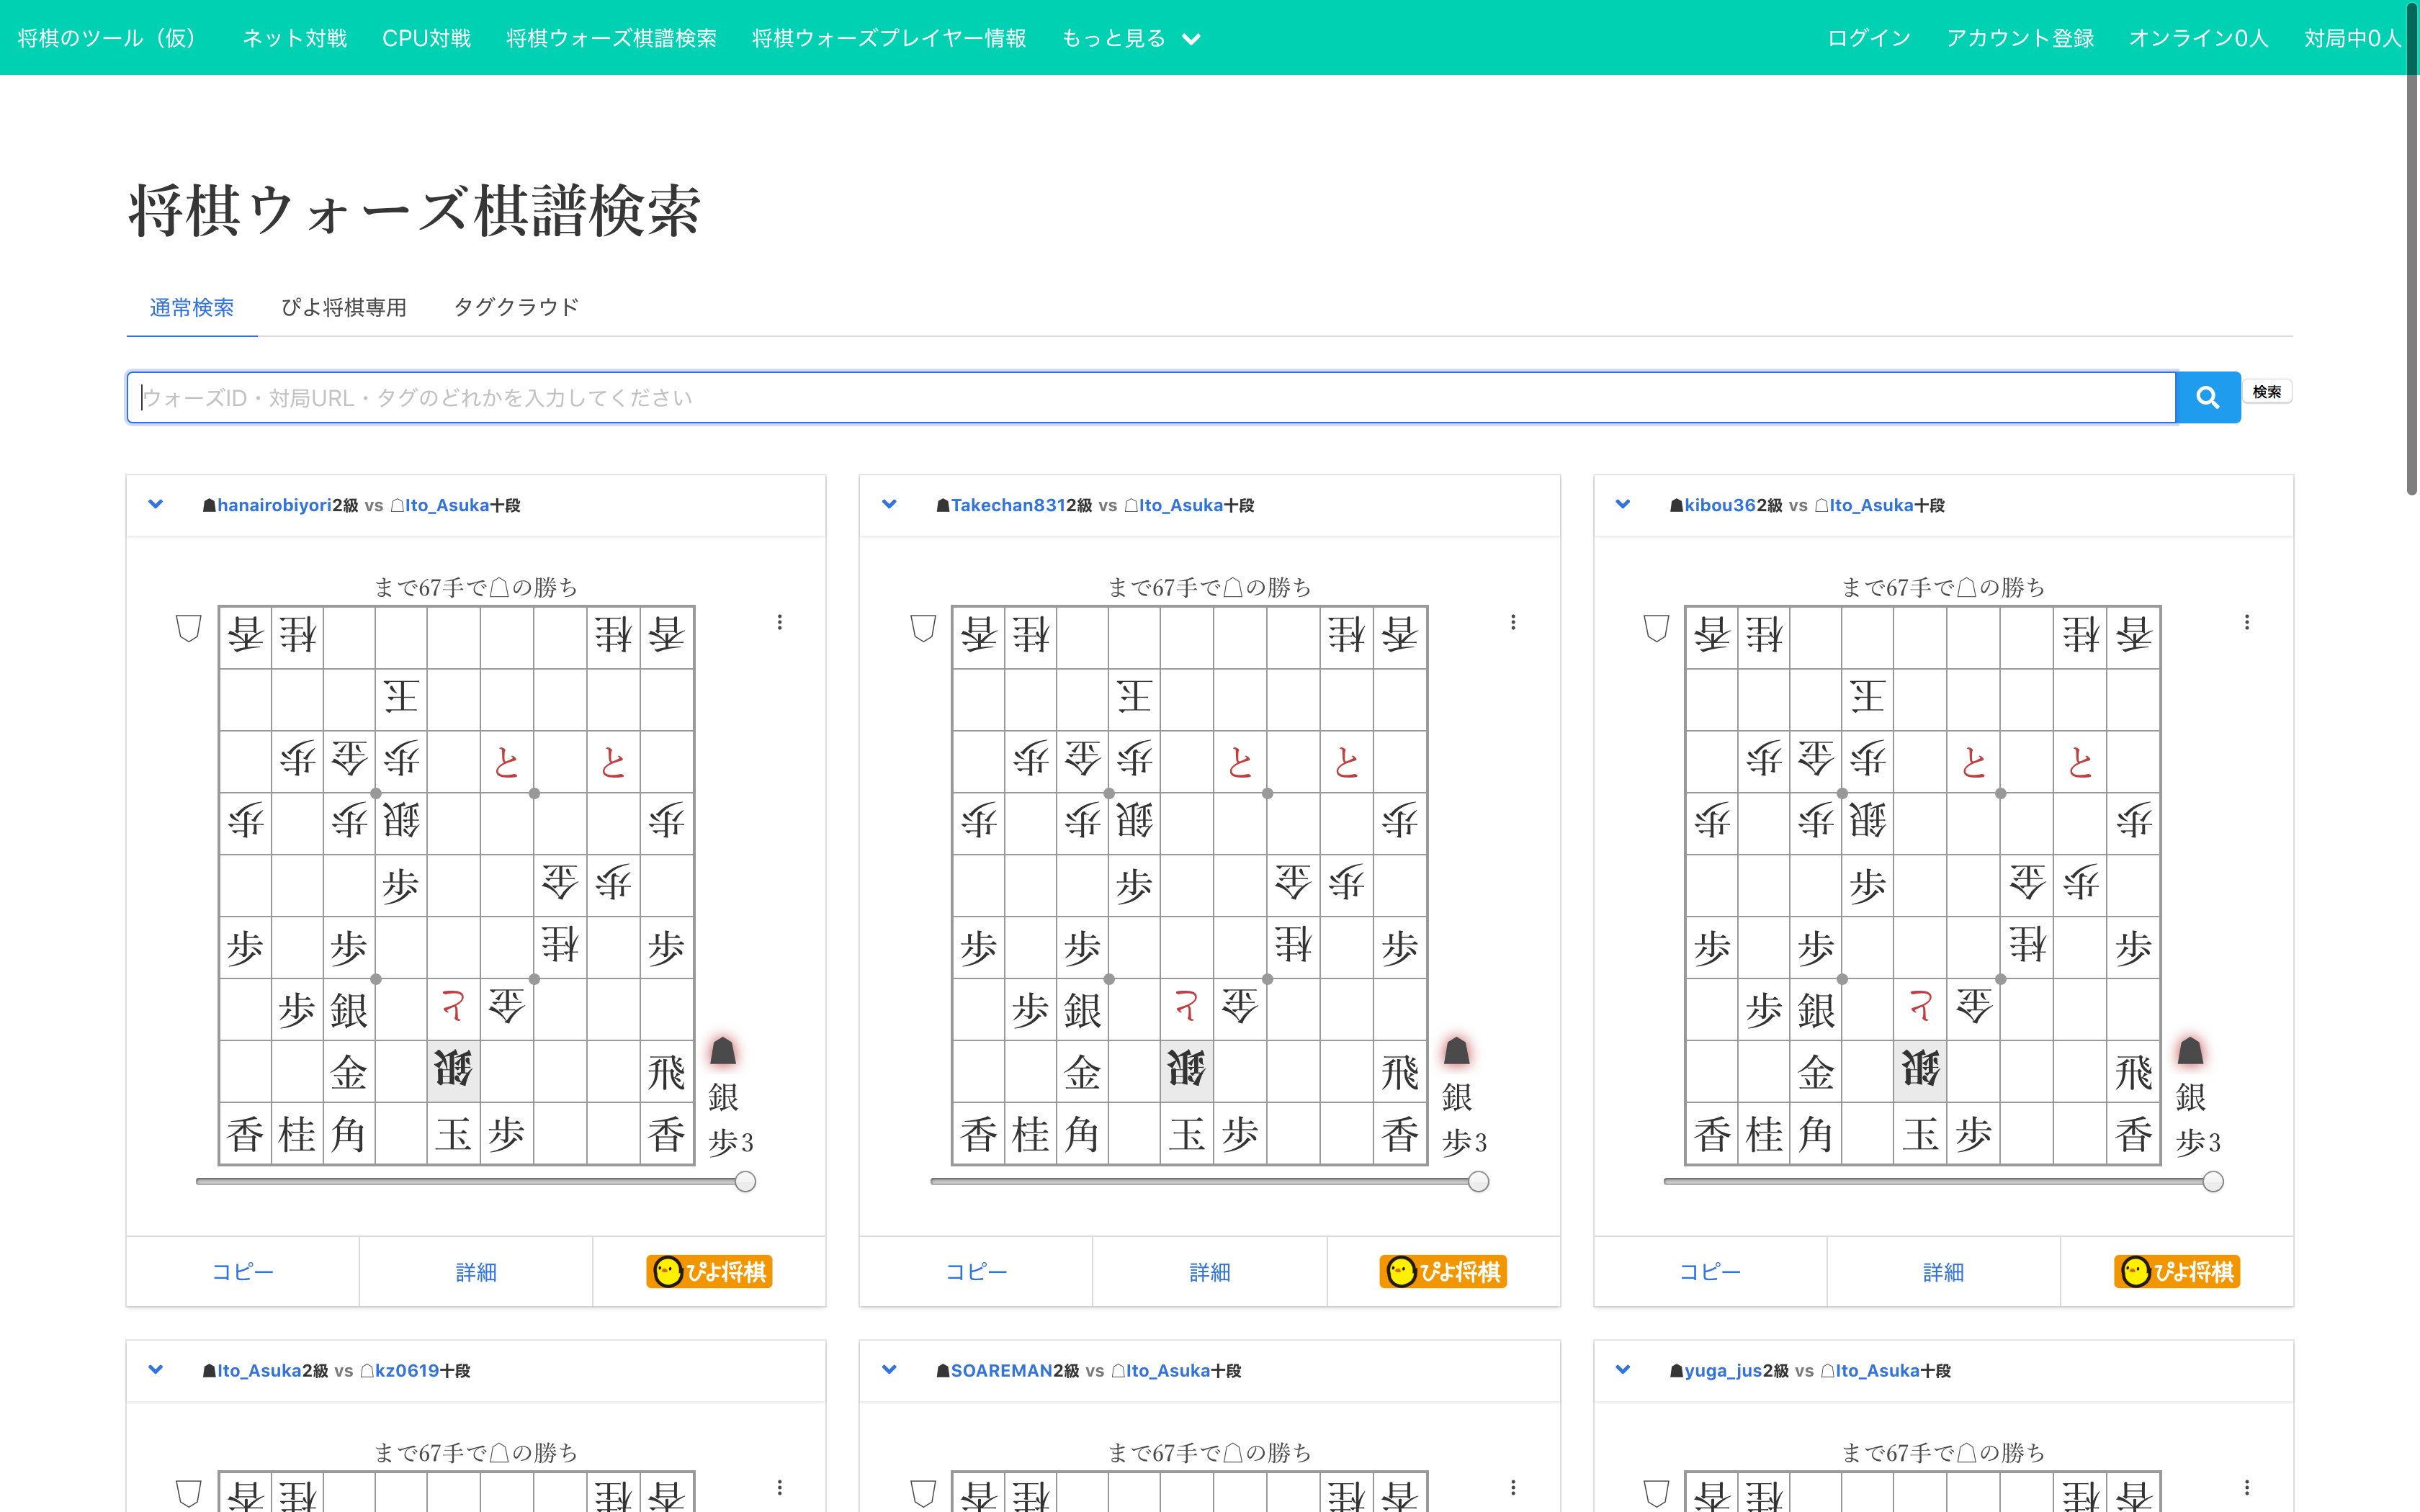 将棋のツール（仮） ネット対戦 CPU対戦 将棋ウォーズ棋譜検索 将棋ウォーズプレイヤー情報 もっと見る ログイン アカウント登録 オンライン0人 対局中0人
将棋ウォーズ棋譜検索
通常検索 ぴよ将棋専用 タグクラウド
ウォーズID・対局URL・タグのどれかを入力してください 検索
☗hanairobiyori2級 vs ☖Ito_Asuka十段
まで67手で☖の勝ち
香 桂 桂 香
王
歩 金 歩 と と
歩 歩 銀 歩
歩 金 歩
歩 歩 桂 歩
歩 銀 と 金
金 銀 飛
香 桂 角 玉 歩 香
☗
銀
歩3
コピー 詳細 ぴよ将棋
☗Takechan8312級 vs ☖Ito_Asuka十段
まで67手で☖の勝ち
香 桂 桂 香
王
歩 金 歩 と と
歩 歩 銀 歩
歩 金 歩
歩 歩 桂 歩
歩 銀 と 金
金 銀 飛
香 桂 角 玉 歩 香
☗
銀
歩3
コピー 詳細 ぴよ将棋
☗kibou362級 vs ☖Ito_Asuka十段
まで67手で☖の勝ち
香 桂 桂 香
王
歩 金 歩 と と
歩 歩 銀 歩
歩 金 歩
歩 歩 桂 歩
歩 銀 と 金
金 銀 飛
香 桂 角 玉 歩 香
☗
銀
歩3
コピー 詳細 ぴよ将棋
☗Ito_Asuka2級 vs ☖kz0619十段
まで67手で☖の勝ち
香 桂 桂 香
☗SOAREMAN2級 vs ☖Ito_Asuka十段
まで67手で☖の勝ち
香 桂 桂 香
☗yuga_jus2級 vs ☖Ito_Asuka十段
まで67手で☖の勝ち
香 桂 桂 香